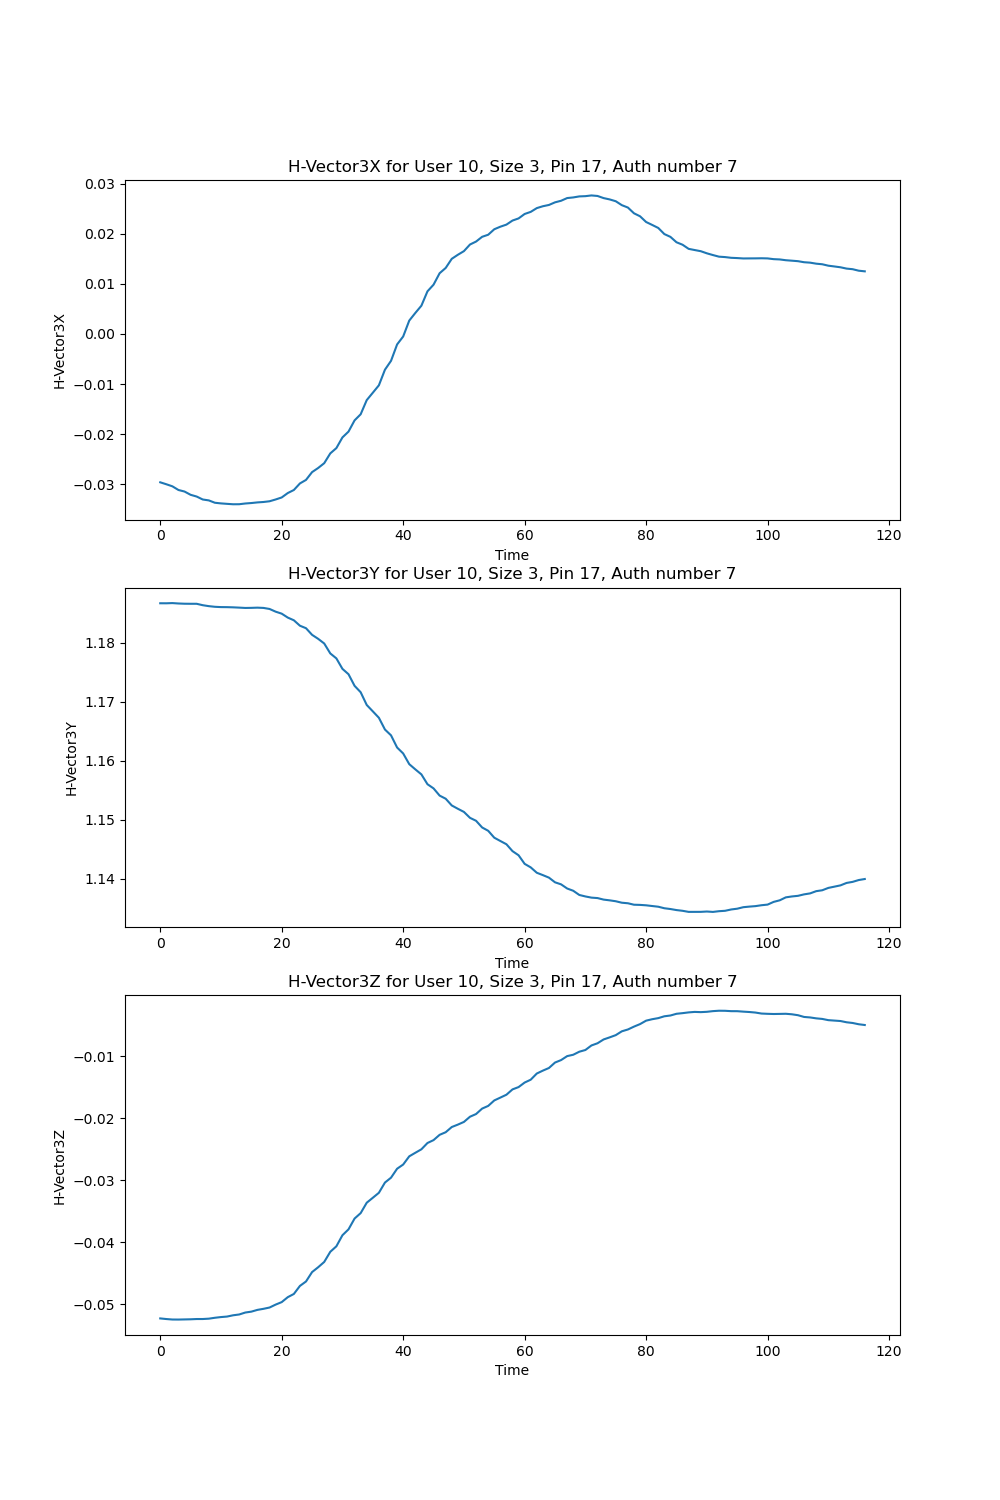 H-Vector3X for User 10, Size 3, Pin 17, Auth number 7
0.03
0.02
0.01
0.00
−0.01
−0.02
−0.03
H-Vector3X
0 20 40 60 80 100 120
Time
H-Vector3Y for User 10, Size 3, Pin 17, Auth number 7
1.18
1.17
1.16
1.15
1.14
H-Vector3Y
0 20 40 60 80 100 120
Time
H-Vector3Z for User 10, Size 3, Pin 17, Auth number 7
−0.01
−0.02
−0.03
−0.04
−0.05
H-Vector3Z
0 20 40 60 80 100 120
Time